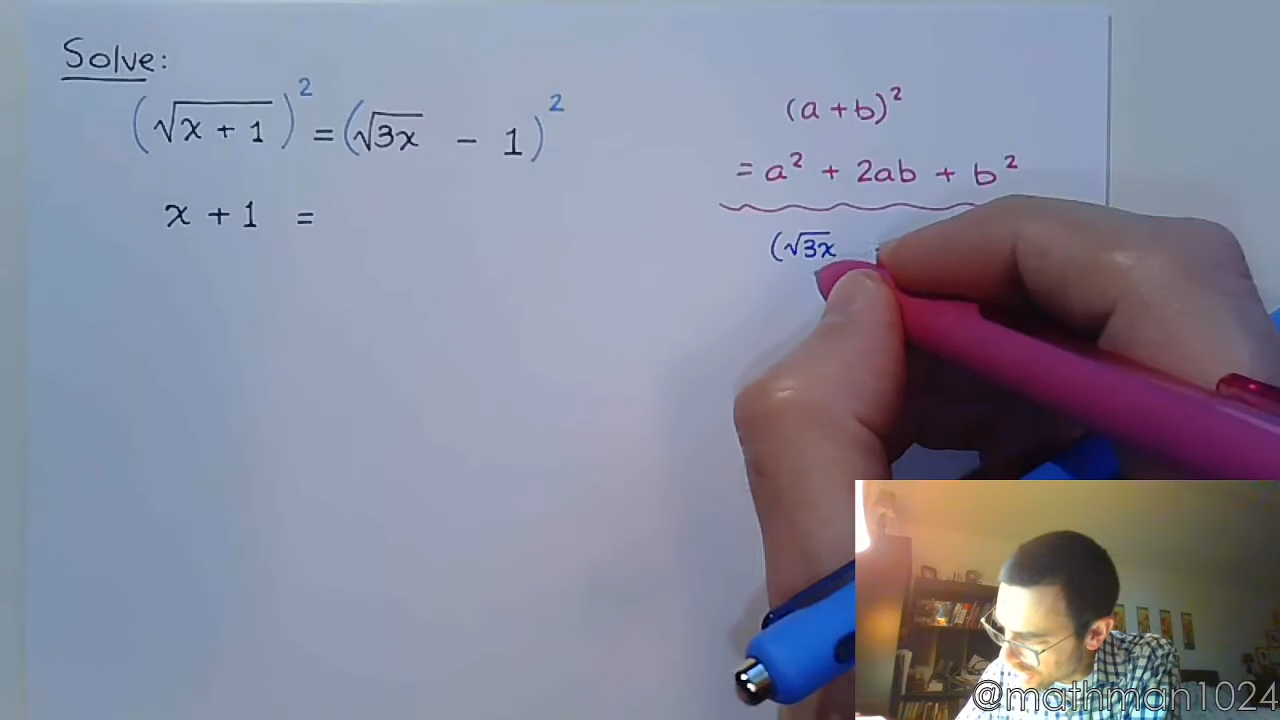 Solve:
(√x + 1)² = (√3x - 1)²
x + 1 =
(a + b)²
= a² + 2ab + b²
(√3x
@mathman1024